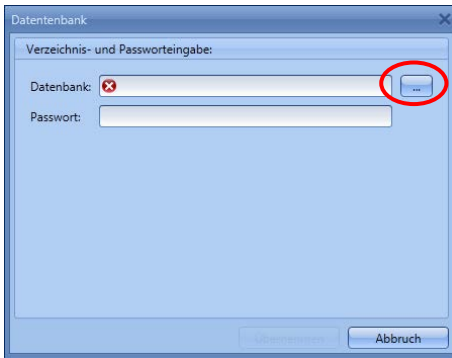 Datentenbank
Verzeichnis- und Passworteingabe:
Datenbank:
...
Passwort:
Abbruch